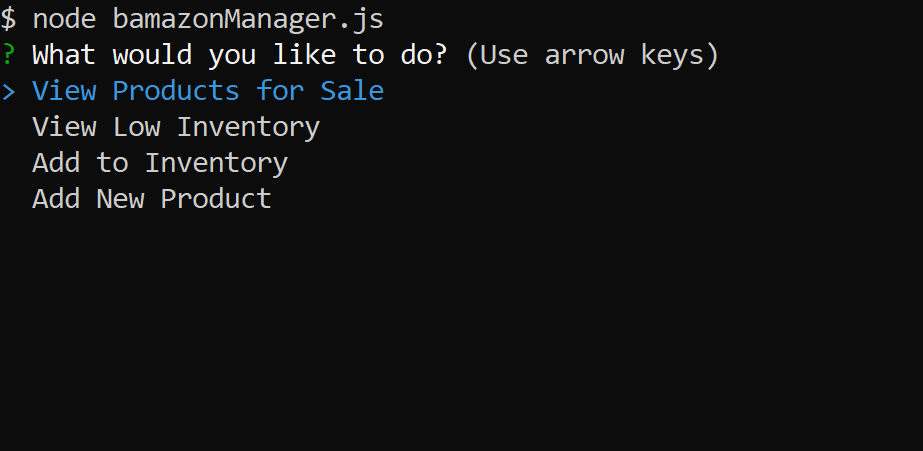 $ node bamazonManager.js
? What would you like to do? (Use arrow keys)
> View Products for Sale
  View Low Inventory
  Add to Inventory
  Add New Product